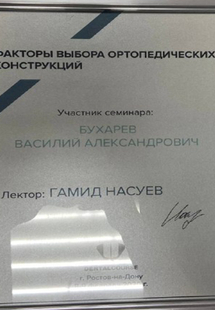 ФАКТОРЫ ВЫБОРА ОРТОПЕДИЧЕСКИХ
КОНСТРУКЦИЙ
Участник семинара:
БУХАРЕВ
ВАСИЛИЙ АЛЕКСАНДРОВИЧ
Лектор: ГАМИД НАСУЕВ
г. Ростов-на-Дону